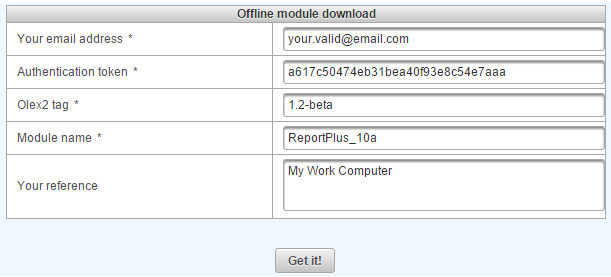 Offline module download
Your email address * your.valid@email.com
Authentication token * a617c50474eb31bea40f93e8c54e7aaa
Olex2 tag * 1.2-beta
Module name * ReportPlus_10a
Your reference My Work Computer
Get it!